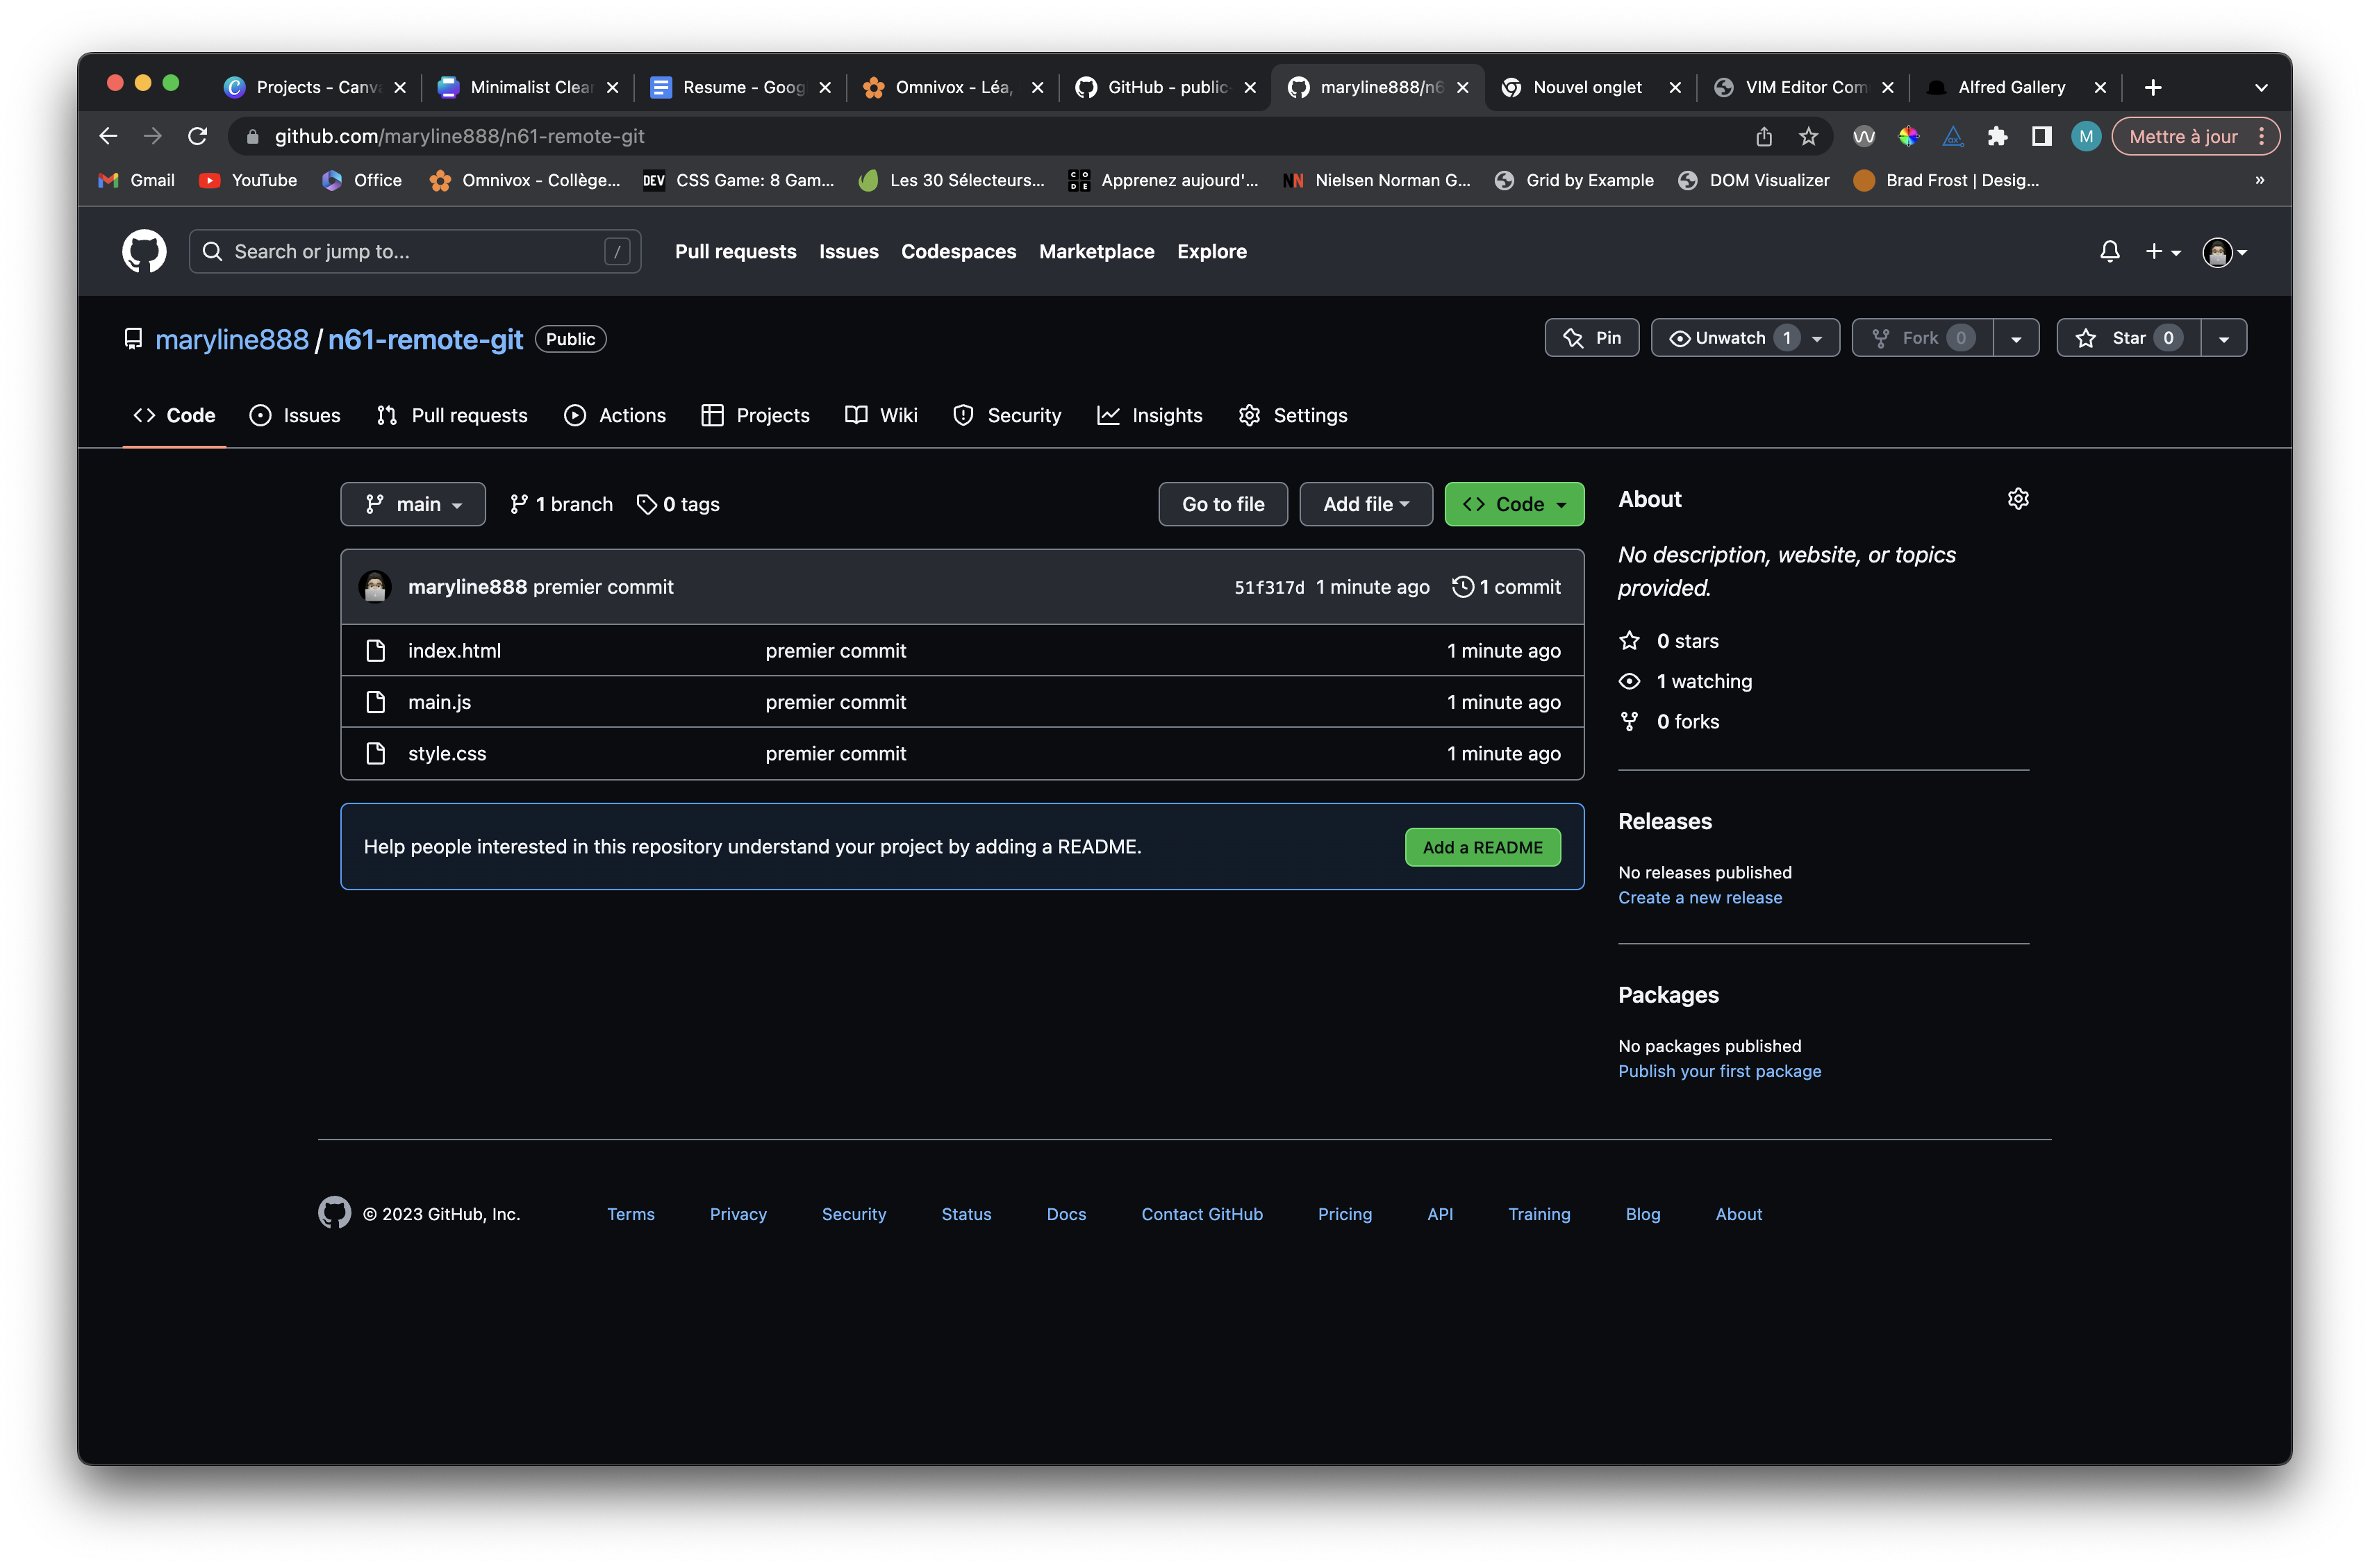 Projects - Canva
Minimalist Clear
Resume - Goog
Omnivox - Léa,
GitHub - public-
maryline888/n6
Nouvel onglet
VIM Editor Com
Alfred Gallery
github.com/maryline888/n61-remote-git
M
Mettre à jour
Gmail
YouTube
Office
Omnivox - Collège...
DEV
CSS Game: 8 Gam...
Les 30 Sélecteurs...
CODE
Apprenez aujourd'...
NN
Nielsen Norman G...
Grid by Example
DOM Visualizer
Brad Frost | Desig...
»
Search or jump to...
/
Pull requests
Issues
Codespaces
Marketplace
Explore
maryline888 / n61-remote-git
Public
Pin
Unwatch 1
Fork 0
Star 0
Code
Issues
Pull requests
Actions
Projects
Wiki
Security
Insights
Settings
main
1 branch
0 tags
Go to file
Add file
Code
maryline888 premier commit
51f317d 1 minute ago
1 commit
index.html premier commit 1 minute ago
main.js premier commit 1 minute ago
style.css premier commit 1 minute ago
Help people interested in this repository understand your project by adding a README.
Add a README
About
No description, website, or topics
provided.
0 stars
1 watching
0 forks
Releases
No releases published
Create a new release
Packages
No packages published
Publish your first package
© 2023 GitHub, Inc.
Terms
Privacy
Security
Status
Docs
Contact GitHub
Pricing
API
Training
Blog
About